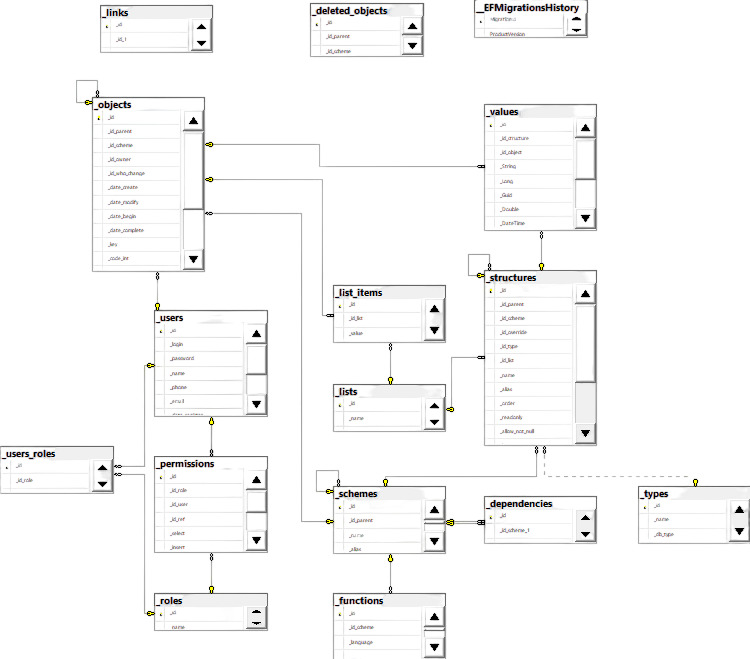 _links
_id
_id_1
_deleted_objects
_id
_id_parent
_id_scheme
__EFMigrationsHistory
ProductVersion
_objects
_id
_id_parent
_id_scheme
_id_owner
_id_who_change
_date_create
_date_modify
_date_begin
_date_complete
_key
_code_int
_values
_id
_id_structure
_id_object
_String
_Long
_Guid
_Double
_DateTime
_structures
_id
_id_parent
_id_scheme
_id_override
_id_type
_id_list
_name
_alias
_order
_readonly
_allow_not_null
_list_items
_id
_id_list
_value
_users
_id
_login
_password
_name
_phone
_email
_lists
_id
_name
_users_roles
_id
_id_role
_permissions
_id
_id_role
_id_user
_id_ref
_select
_insert
_schemes
_id
_id_parent
_name
_alias
_dependencies
_id
_id_scheme_1
_types
_id
_name
_db_type
_roles
_id
_name
_functions
_id
_id_scheme
_language